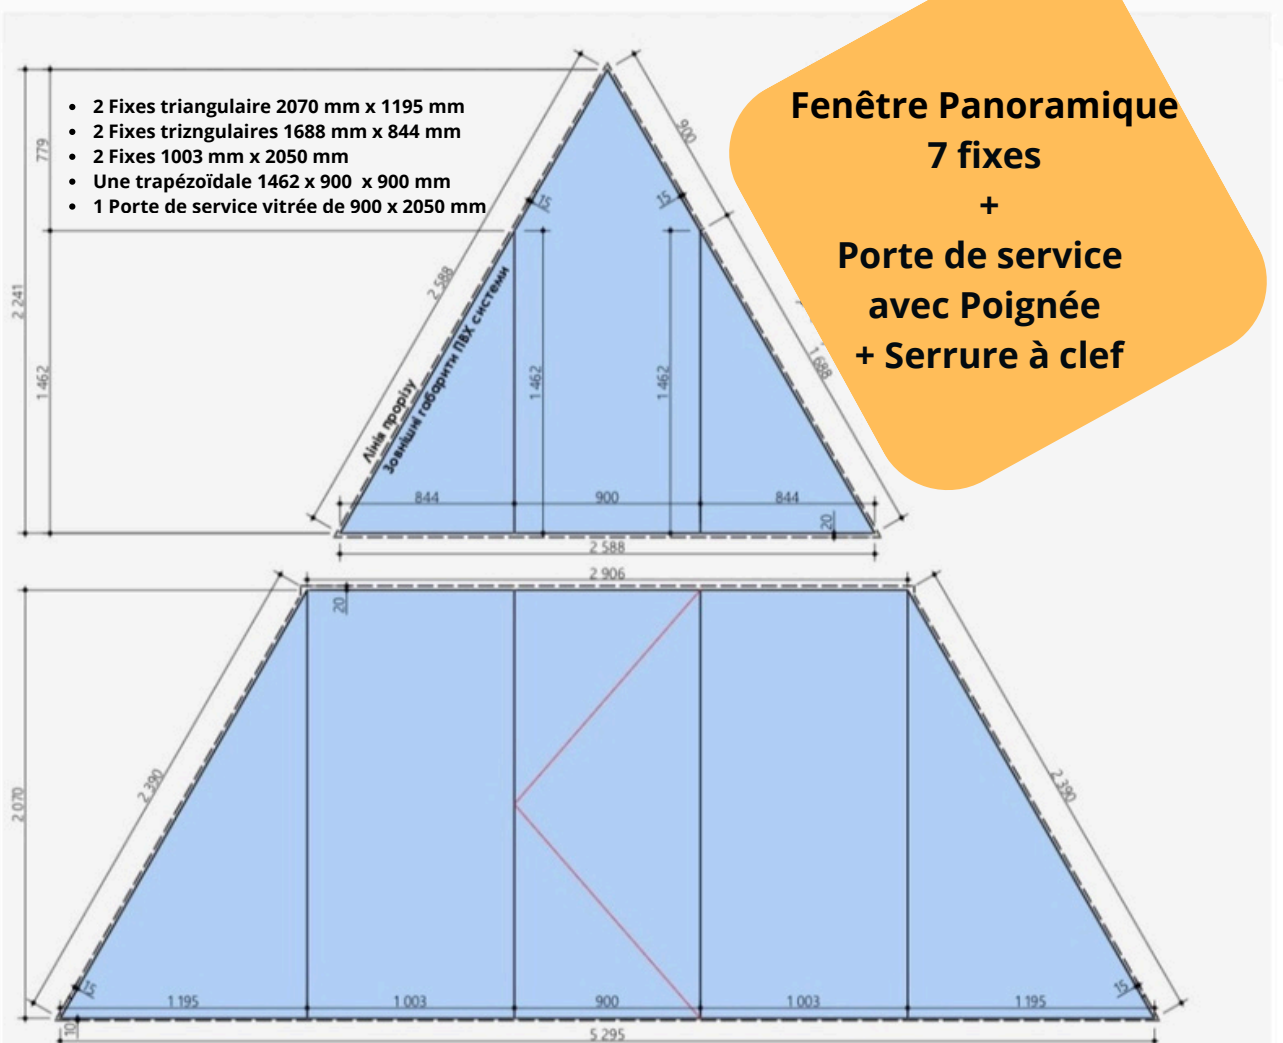 • 2 Fixes triangulaire 2070 mm x 1195 mm
• 2 Fixes trizngulaires 1688 mm x 844 mm
• 2 Fixes 1003 mm x 2050 mm
• Une trapézoïdale 1462 x 900  x 900 mm
• 1 Porte de service vitrée de 900 x 2050 mm
Fenêtre Panoramique
7 fixes
+
Porte de service
avec Poignée
+ Serrure à clef
779
2 241
1 462
2 588
900
15
15
1 688
Лінія прорізу
Зовнішні габарити ПВХ системи
1 462
1 462
844
900
844
20
2 588
2 906
20
2 070
2 390
2 390
15
15
1 195
1 003
900
1 003
1 195
10
5 295